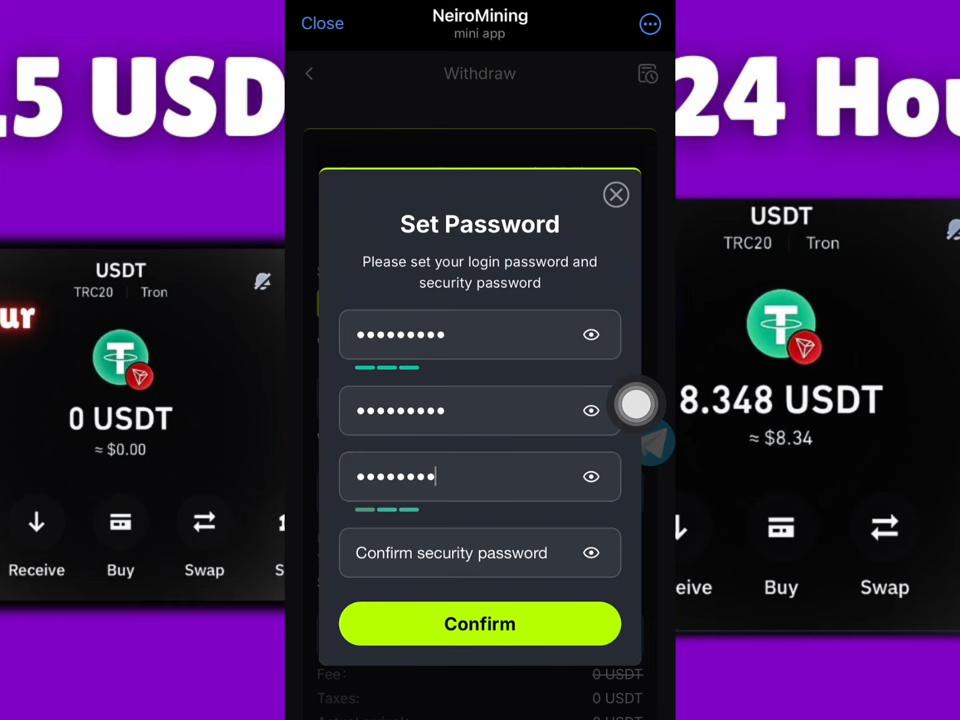 15 USD
24 Hou
ur
USDT
TRC20 Tron
0 USDT
≈ $0.00
Receive Buy Swap S
Close
NeiroMining
mini app
Withdraw
Set Password
Please set your login password and
security password
•••••••••
•••••••••
••••••••
Confirm security password
Confirm
Fee: 0 USDT
Taxes: 0 USDT
USDT
TRC20 Tron
8.348 USDT
≈ $8.34
eive Buy Swap